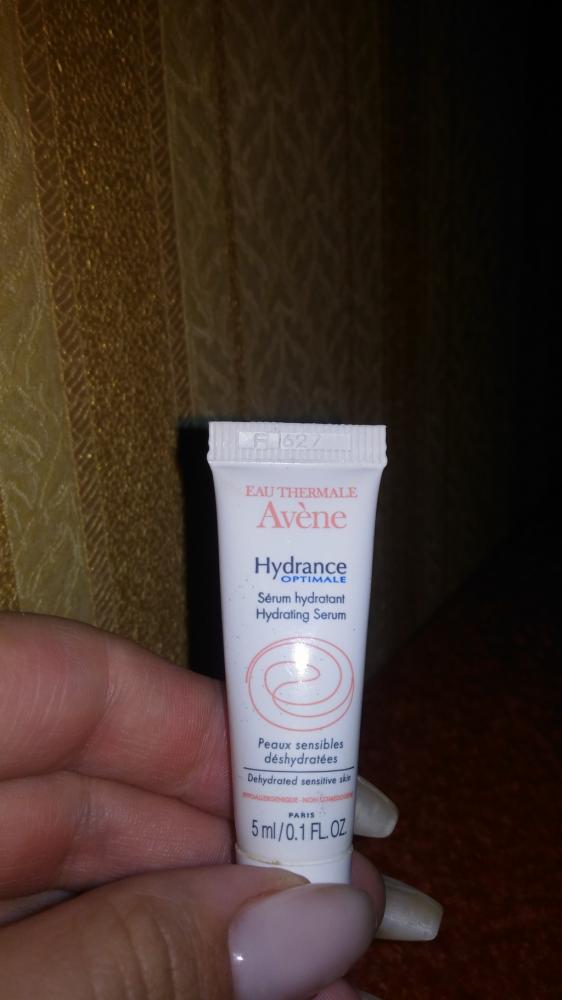 F 627
EAU THERMALE
Avène
Hydrance
OPTIMALE
Sérum hydratant
Hydrating Serum
Peaux sensibles
déshydratées
Dehydrated sensitive skin
HYPOALLERGENIQUE - NON COMEDOGENE
PARIS
5 ml/0.1 FL.OZ.